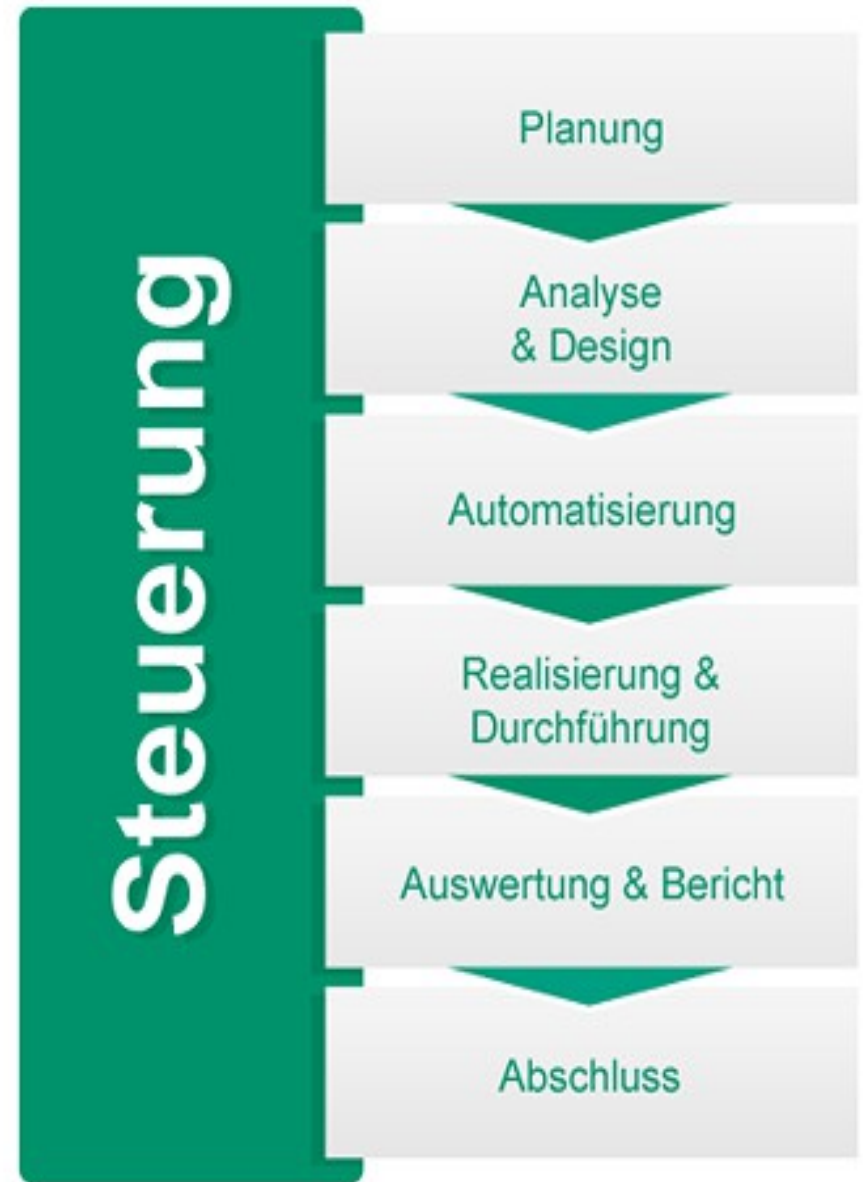 Steuerung
Planung
Analyse
& Design
Automatisierung
Realisierung &
Durchführung
Auswertung & Bericht
Abschluss